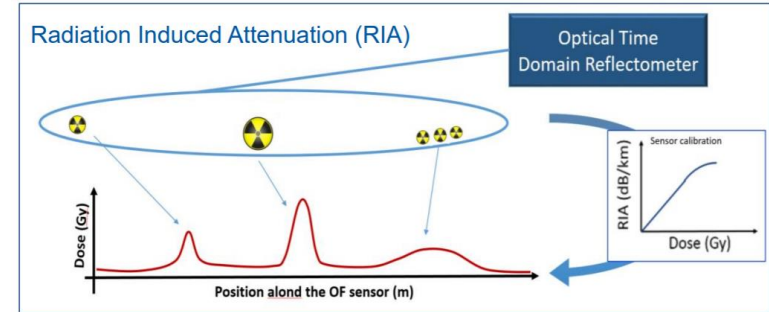 Radiation Induced Attenuation (RIA)
Optical Time
Domain Reflectometer
Sensor calibration
RIA (dB/km)
Dose (Gy)
Dose (Gy)
Position alond the OF sensor (m)